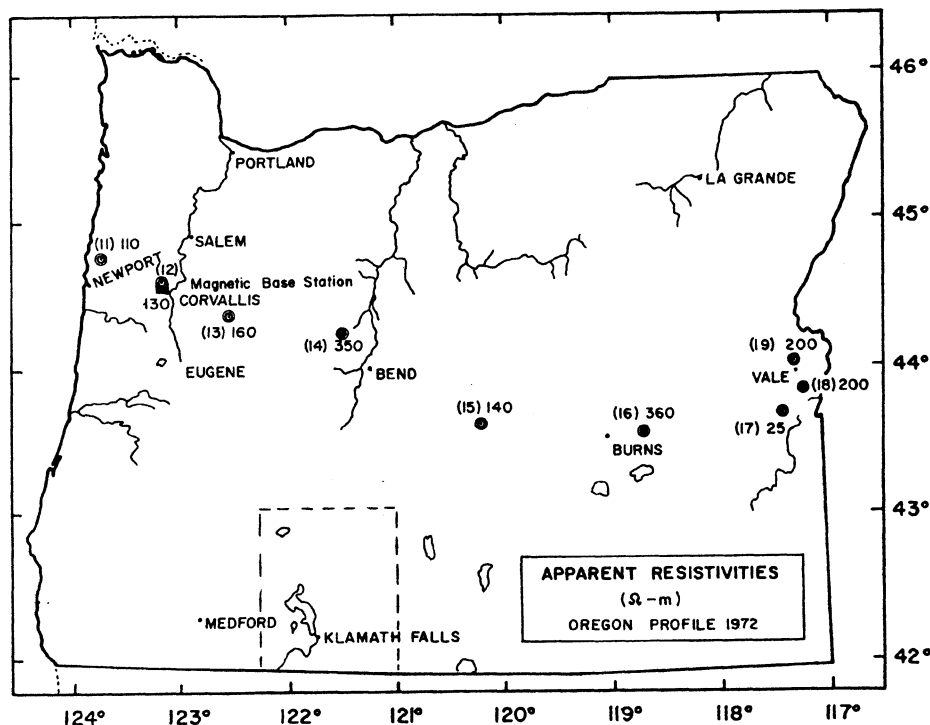 46°
PORTLAND
LA GRANDE
45°
SALEM
(11) 110
NEWPORT
(12)
Magnetic Base Station
130 CORVALLIS
(13) 160
(14) 350
(19) 200
44°
EUGENE
BEND
VALE
(18) 200
(15) 140
(16) 360
(17) 25
BURNS
43°
APPARENT RESISTIVITIES
(Ω-m)
OREGON PROFILE 1972
MEDFORD
KLAMATH FALLS
42°
124° 123° 122° 121° 120° 119° 118° 117°